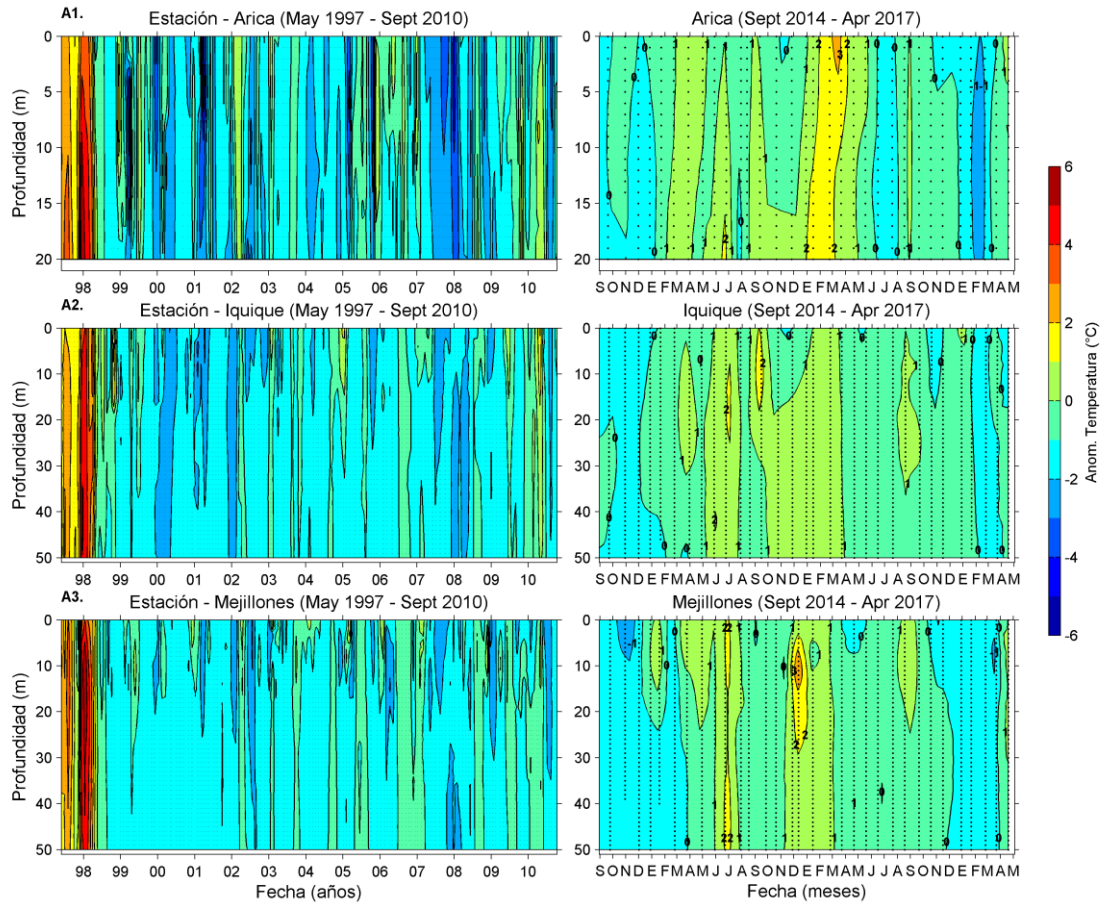 A1. Estación - Arica (May 1997 - Sept 2010) Arica (Sept 2014 - Apr 2017)
Profundidad (m)
0
5
10
15
20
98 99 00 01 02 03 04 05 06 07 08 09 10
S O N D E F M A M J J A S O N D E F M A M J J A S O N D E F M A M
A2. Estación - Iquique (May 1997 - Sept 2010) Iquique (Sept 2014 - Apr 2017)
Profundidad (m)
0
10
20
30
40
50
98 99 00 01 02 03 04 05 06 07 08 09 10
S O N D E F M A M J J A S O N D E F M A M J J A S O N D E F M A M
A3. Estación - Mejillones (May 1997 - Sept 2010) Mejillones (Sept 2014 - Apr 2017)
Profundidad (m)
0
10
20
30
40
50
98 99 00 01 02 03 04 05 06 07 08 09 10
S O N D E F M A M J J A S O N D E F M A M J J A S O N D E F M A M
Fecha (años) Fecha (meses)
6
4
2
0
-2
-4
-6
Anom. Temperatura (°C)